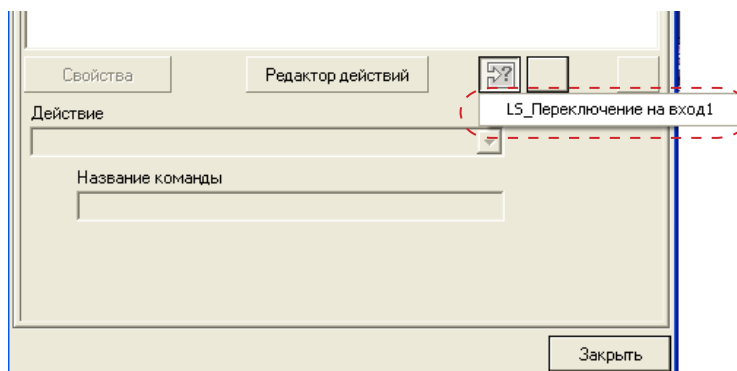 Свойства
Редактор действий
LS_Переключение на вход1
Действие
Название команды
Закрыть